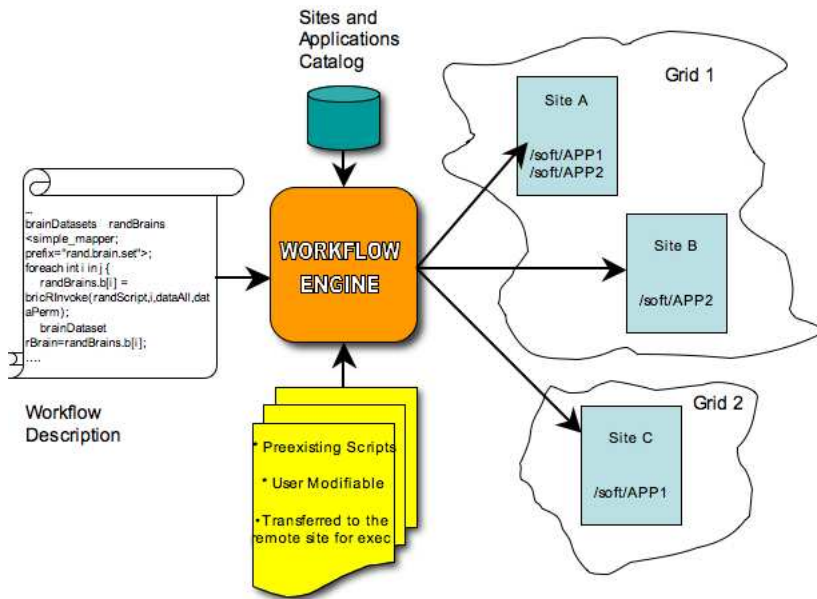 Sites and
Applications
Catalog
Grid 1
Site A
/soft/APP1
/soft/APP2
Site B
/soft/APP2
...
brainDatasets randBrains
<simple_mapper;
prefix="rand.brain.set">;
foreach int i in j {
randBrains.b[i] =
bricRInvoke(randScript,i,dataAll,dat
aPerm);
brainDataset
rBrain=randBrains.b[i];
....
WORKFLOW
ENGINE
Workflow
Description
* Preexisting Scripts
* User Modifiable
•Transferred to the
remote site for exec.
Grid 2
Site C
/soft/APP1